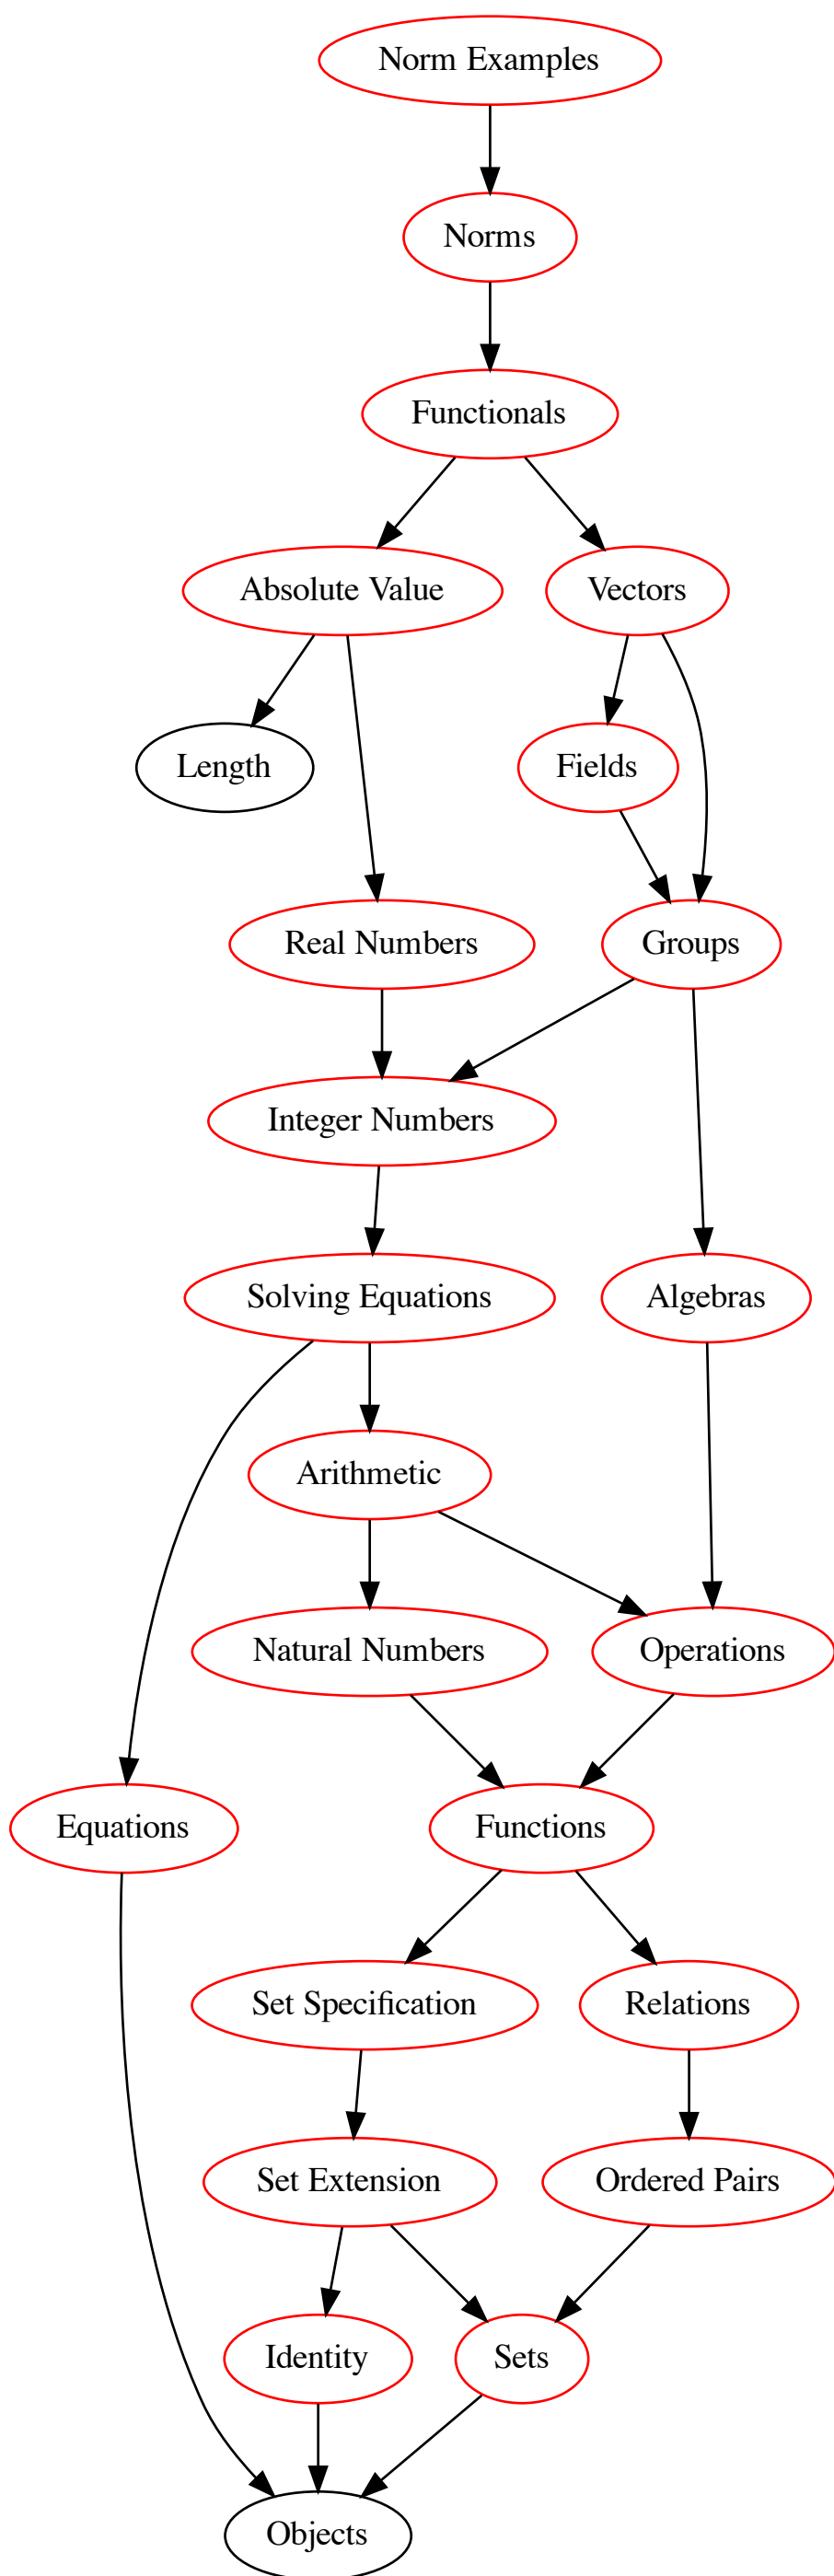 Norm Examples
Norms
Functionals
Absolute Value
Vectors
Length
Fields
Real Numbers
Groups
Integer Numbers
Solving Equations
Algebras
Arithmetic
Natural Numbers
Operations
Equations
Functions
Set Specification
Relations
Set Extension
Ordered Pairs
Identity
Sets
Objects